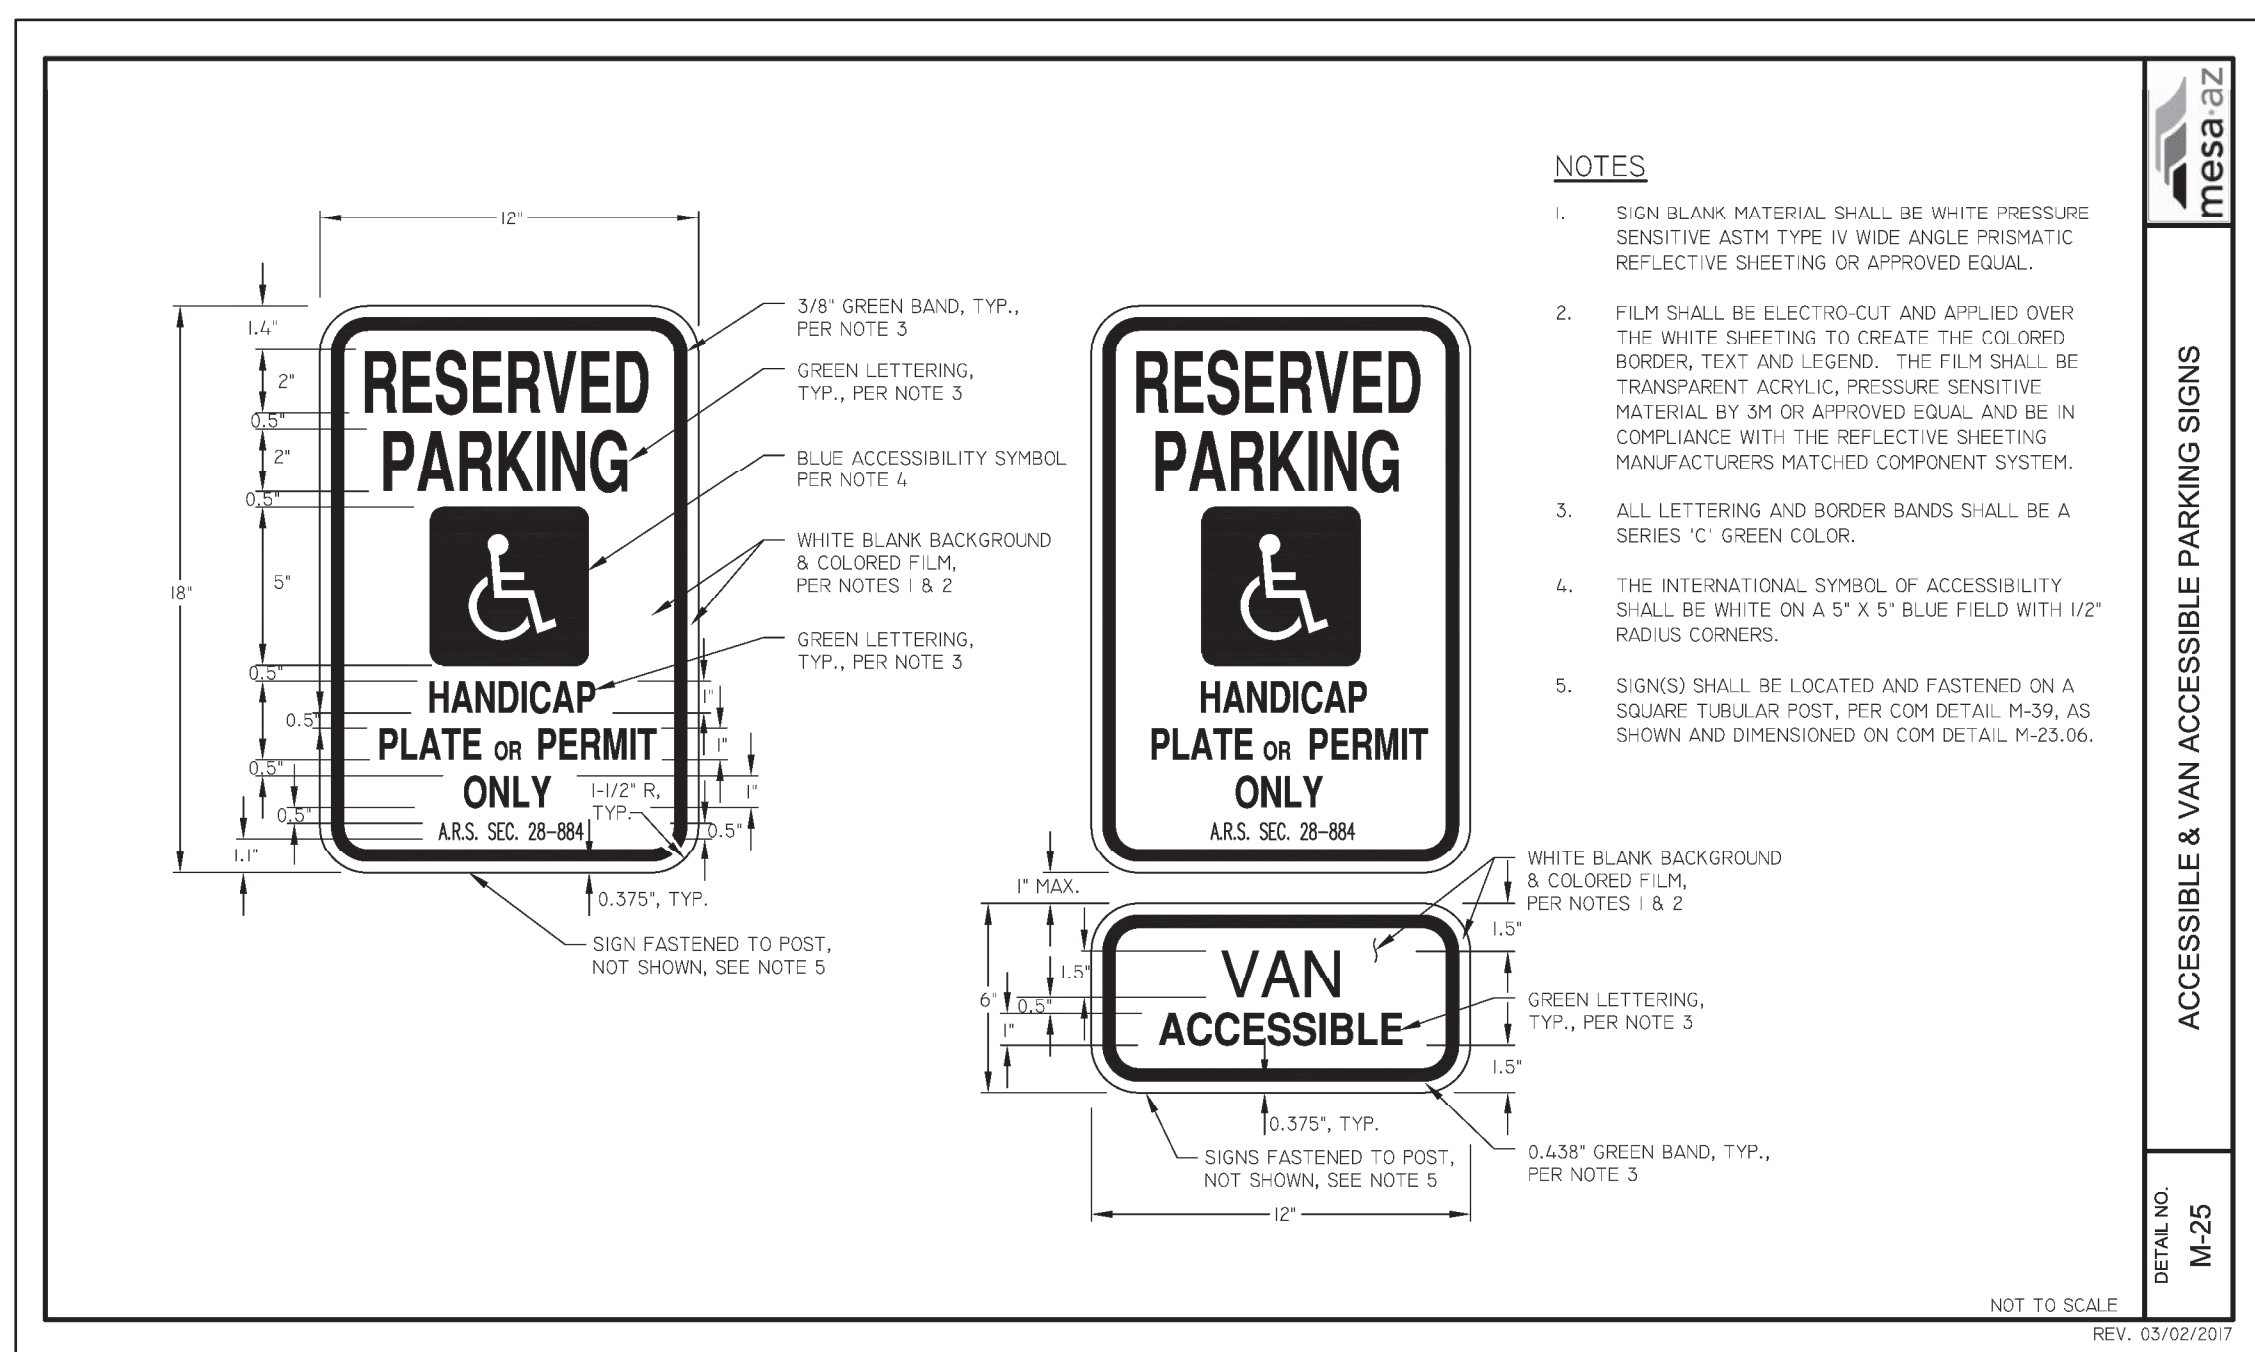 12"
18"
1.4"
2"
0.5"
2"
0.5"
5"
0.5"
0.5"
0.5"
0.5"
1.1"
RESERVED
PARKING
HANDICAP
PLATE OR PERMIT
ONLY
A.R.S. SEC. 28-884
1-1/2" R,
TYP.
1"
1"
1"
0.5"
0.375", TYP.
3/8" GREEN BAND, TYP.,
PER NOTE 3
GREEN LETTERING,
TYP., PER NOTE 3
BLUE ACCESSIBILITY SYMBOL
PER NOTE 4
WHITE BLANK BACKGROUND
& COLORED FILM,
PER NOTES 1 & 2
GREEN LETTERING,
TYP., PER NOTE 3
SIGN FASTENED TO POST,
NOT SHOWN, SEE NOTE 5
RESERVED
PARKING
HANDICAP
PLATE OR PERMIT
ONLY
A.R.S. SEC. 28-884
1" MAX.
6"
1.5"
0.5"
1"
VAN
ACCESSIBLE
1.5"
1.5"
WHITE BLANK BACKGROUND
& COLORED FILM,
PER NOTES 1 & 2
GREEN LETTERING,
TYP., PER NOTE 3
0.438" GREEN BAND, TYP.,
PER NOTE 3
0.375", TYP.
SIGNS FASTENED TO POST,
NOT SHOWN, SEE NOTE 5
12"
NOTES
1. SIGN BLANK MATERIAL SHALL BE WHITE PRESSURE
SENSITIVE ASTM TYPE IV WIDE ANGLE PRISMATIC
REFLECTIVE SHEETING OR APPROVED EQUAL.
2. FILM SHALL BE ELECTRO-CUT AND APPLIED OVER
THE WHITE SHEETING TO CREATE THE COLORED
BORDER, TEXT AND LEGEND. THE FILM SHALL BE
TRANSPARENT ACRYLIC, PRESSURE SENSITIVE
MATERIAL BY 3M OR APPROVED EQUAL AND BE IN
COMPLIANCE WITH THE REFLECTIVE SHEETING
MANUFACTURERS MATCHED COMPONENT SYSTEM.
3. ALL LETTERING AND BORDER BANDS SHALL BE A
SERIES 'C' GREEN COLOR.
4. THE INTERNATIONAL SYMBOL OF ACCESSIBILITY
SHALL BE WHITE ON A 5" X 5" BLUE FIELD WITH 1/2"
RADIUS CORNERS.
5. SIGN(S) SHALL BE LOCATED AND FASTENED ON A
SQUARE TUBULAR POST, PER COM DETAIL M-39, AS
SHOWN AND DIMENSIONED ON COM DETAIL M-23.06.
mesa·az
ACCESSIBLE & VAN ACCESSIBLE PARKING SIGNS
DETAIL NO.
M-25
NOT TO SCALE
REV. 03/02/2017